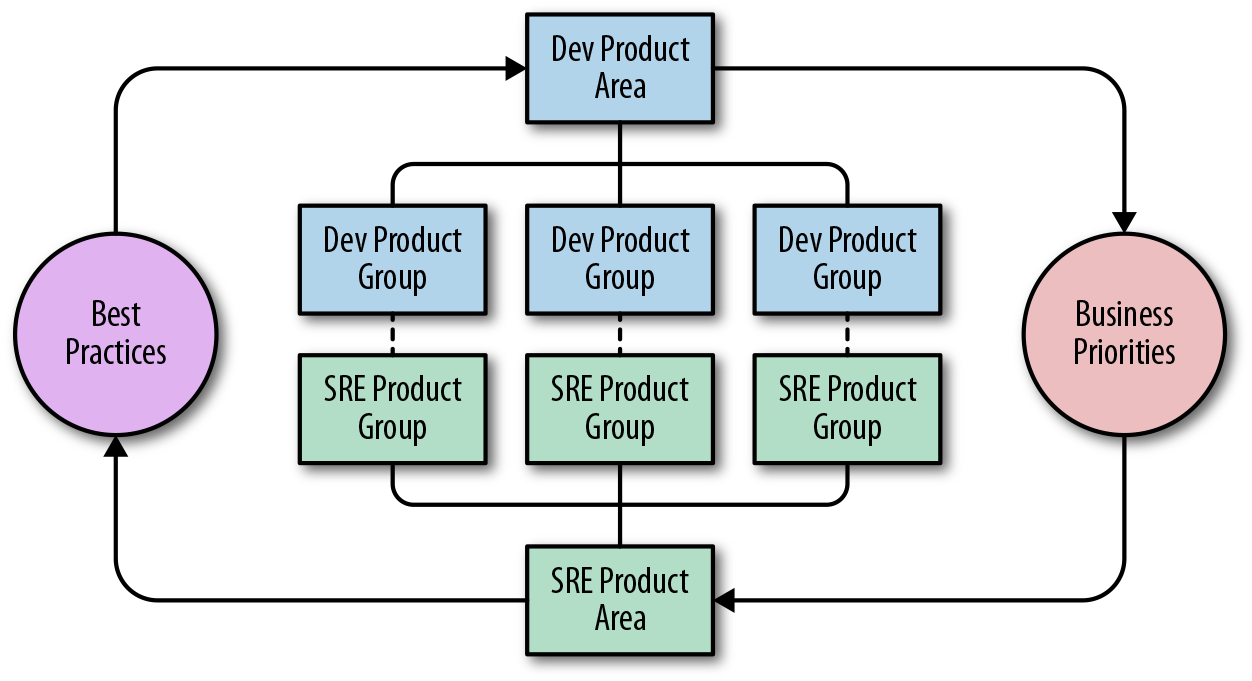 Dev Product
Area
Dev Product
Group
Dev Product
Group
Dev Product
Group
Best
Practices
Business
Priorities
SRE Product
Group
SRE Product
Group
SRE Product
Group
SRE Product
Area